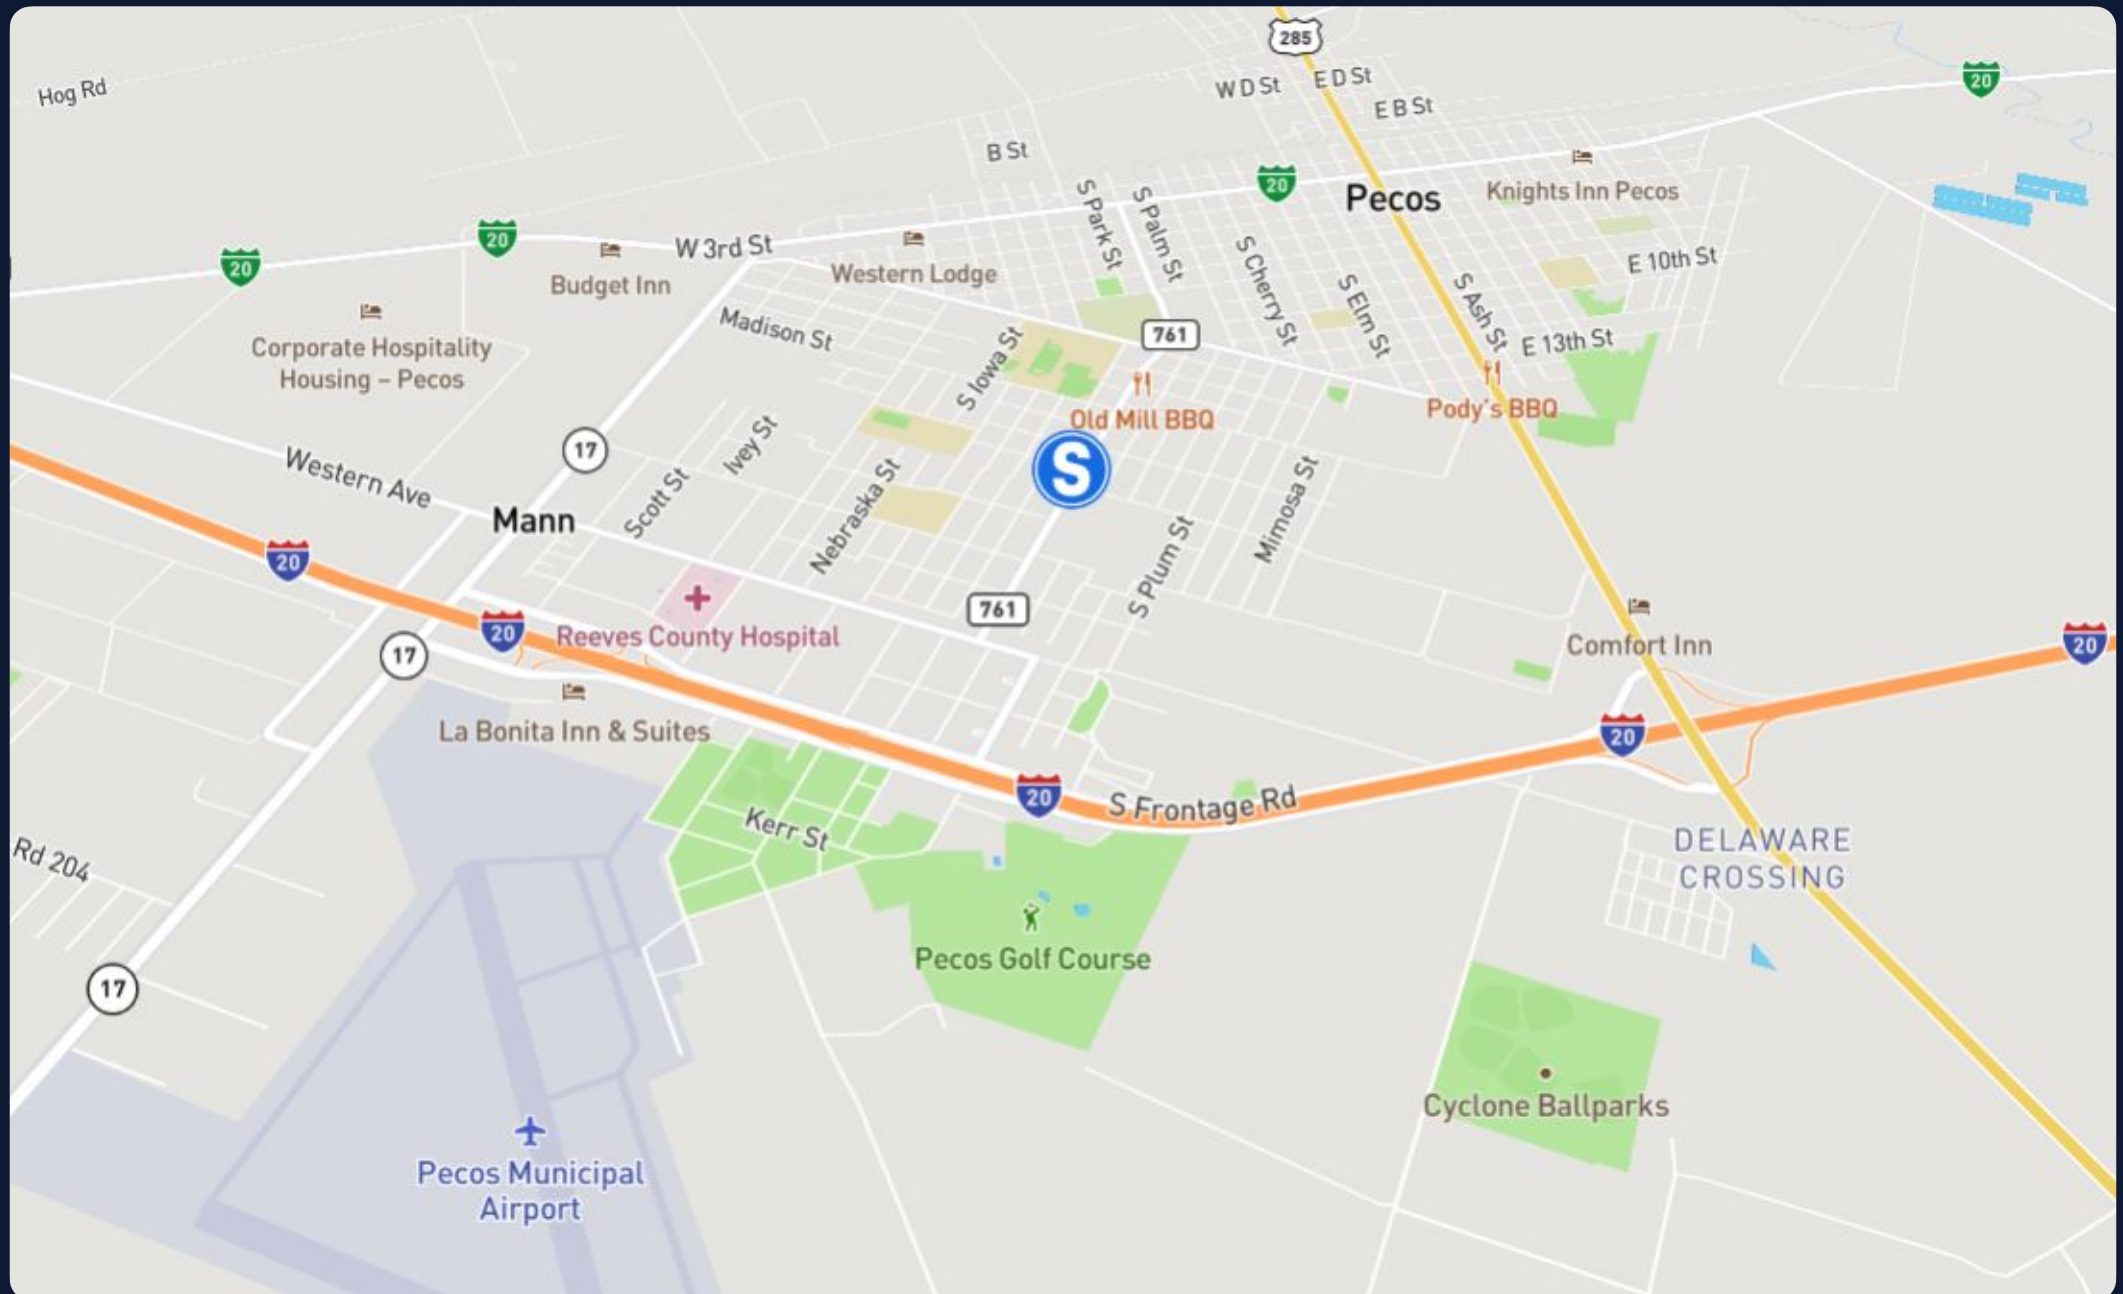 285
W D St
E D St
20
Hog Rd
E B St
B St
20
Pecos
Knights Inn Pecos
S Park St
S Palm St
20
20
W 3rd St
Budget Inn
Western Lodge
S Cherry St
S Elm St
S Ash St
E 10th St
Corporate Hospitality
Housing – Pecos
Madison St
S Iowa St
761
E 13th St
Old Mill BBQ
Pody's BBQ
17
Western Ave
Ivey St
Scott St
Nebraska St
S
Mimosa St
Mann
20
S Plum St
761
20
Reeves County Hospital
17
Comfort Inn
20
La Bonita Inn & Suites
20
20
S Frontage Rd
Kerr St
DELAWARE
CROSSING
Rd 204
Pecos Golf Course
17
Cyclone Ballparks
Pecos Municipal
Airport